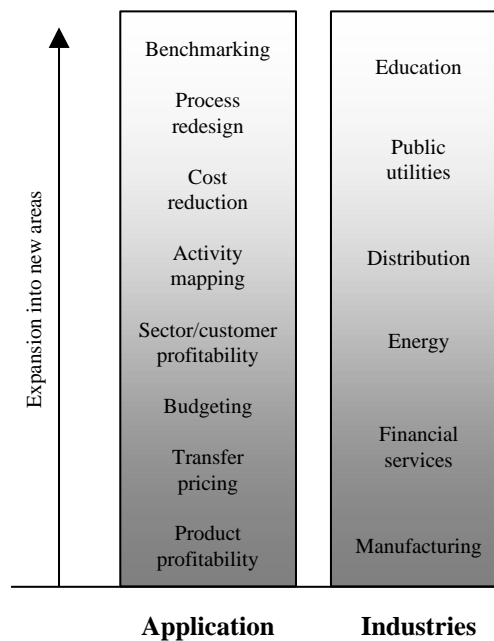 Expansion into new areas
Benchmarking
Process
redesign
Cost
reduction
Activity
mapping
Sector/customer
profitability
Budgeting
Transfer
pricing
Product
profitability
Application
Education
Public
utilities
Distribution
Energy
Financial
services
Manufacturing
Industries